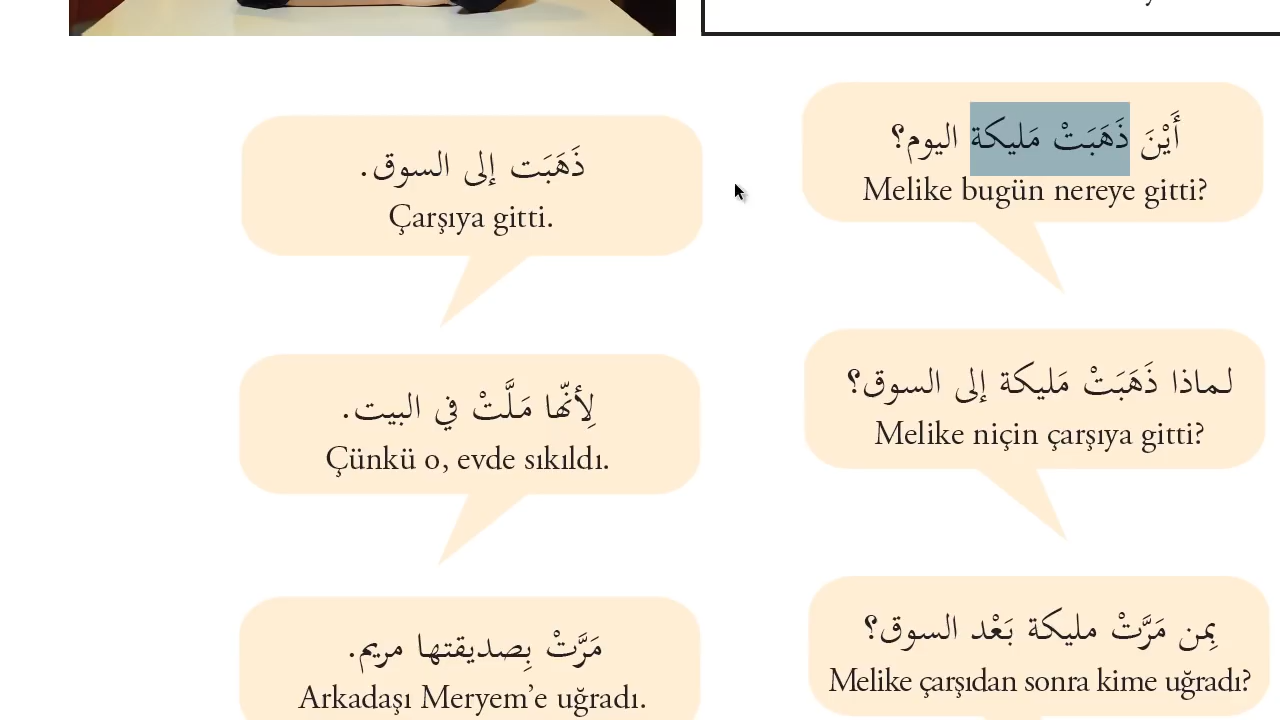 أَيْنَ ذَهَبَتْ مَليكة اليوم؟
Melike bugün nereye gitti?
ذَهَبَت إلى السوق.
Çarşıya gitti.
لماذا ذَهَبَتْ مَليكة إلى السوق؟
Melike niçin çarşıya gitti?
لِأنّها مَلَّتْ في البيت.
Çünkü o, evde sıkıldı.
بِمن مَرَّتْ مليكة بَعْد السوق؟
Melike çarşıdan sonra kime uğradı?
مَرَّتْ بِصديقتها مريم.
Arkadaşı Meryem’e uğradı.